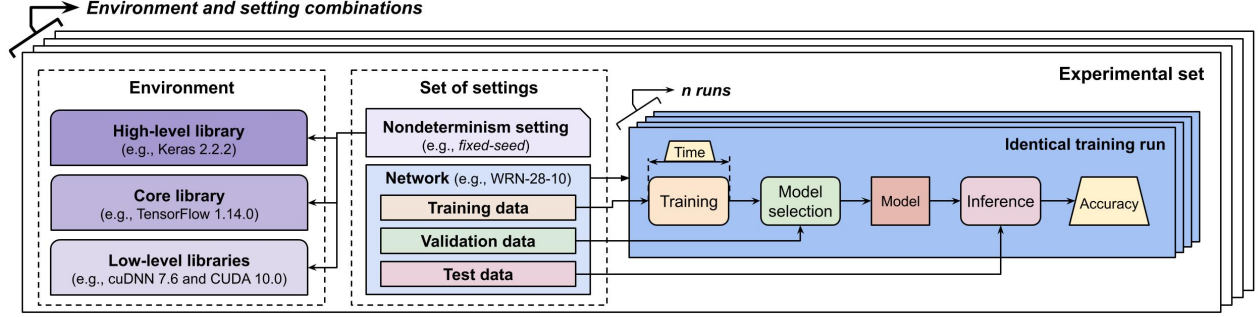 Environment and setting combinations
Experimental set
Environment
High-level library
(e.g., Keras 2.2.2)
Core library
(e.g., TensorFlow 1.14.0)
Low-level libraries
(e.g., cuDNN 7.6 and CUDA 10.0)
Set of settings
Nondeterminism setting
(e.g., fixed-seed)
Network (e.g., WRN-28-10)
Training data
Validation data
Test data
n runs
Identical training run
Time
Training
Model
selection
Model
Inference
Accuracy